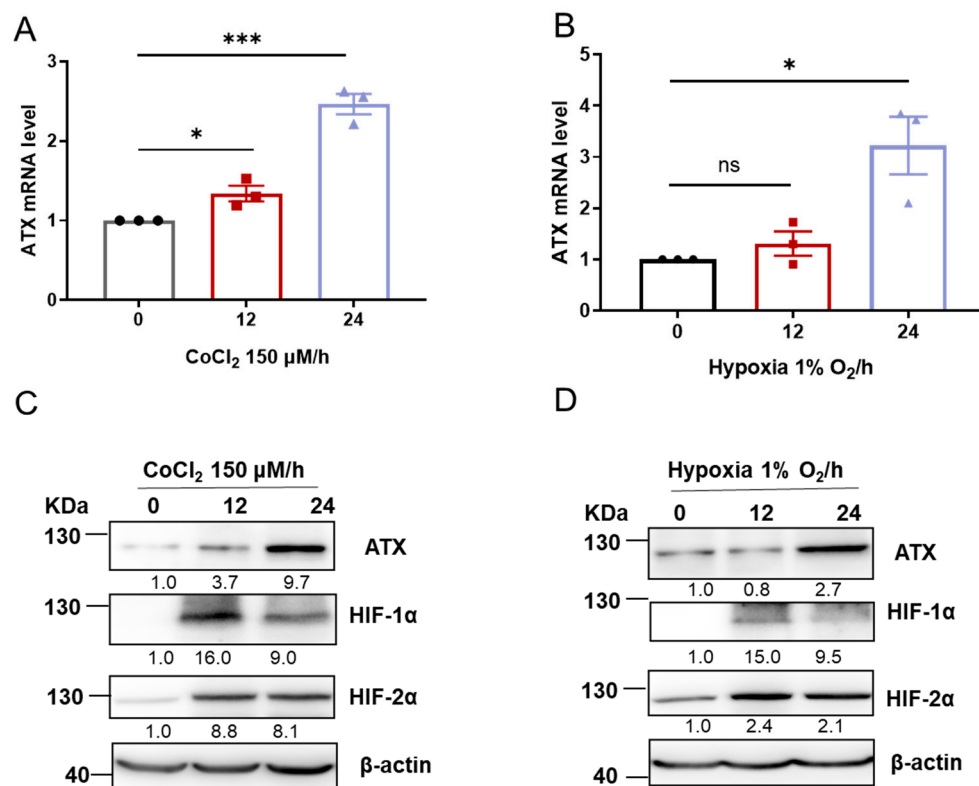 A
***
*
ATX mRNA level
3
2
1
0
0 12 24
CoCl₂ 150 µM/h
B
*
ns
ATX mRNA level
5
4
3
2
1
0
0 12 24
Hypoxia 1% O₂/h
C
CoCl₂ 150 µM/h
KDa 0 12 24
130 ATX
1.0 3.7 9.7
130 HIF-1α
1.0 16.0 9.0
130 HIF-2α
1.0 8.8 8.1
40 β-actin
D
Hypoxia 1% O₂/h
KDa 0 12 24
130 ATX
1.0 0.8 2.7
130 HIF-1α
1.0 15.0 9.5
130 HIF-2α
1.0 2.4 2.1
40 β-actin